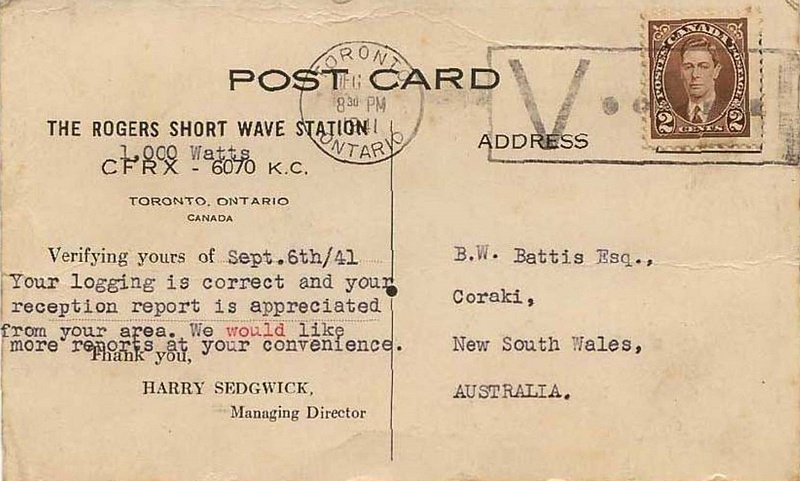 POST CARD
TORONTO
8 30 PM
ONTARIO
V
POSTES CANADA POSTAGE
2 CENTS 2
THE ROGERS SHORT WAVE STATION
1,000 Watts
CFRX - 6070 K.C.
TORONTO, ONTARIO
CANADA
Verifying yours of Sept.6th/41
Your logging is correct and your
reception report is appreciated
from your area. We would like
more reports at your convenience.
Thank you,
HARRY SEDGWICK,
Managing Director
ADDRESS
B.W. Battis Esq.,
Coraki,
New South Wales,
AUSTRALIA.